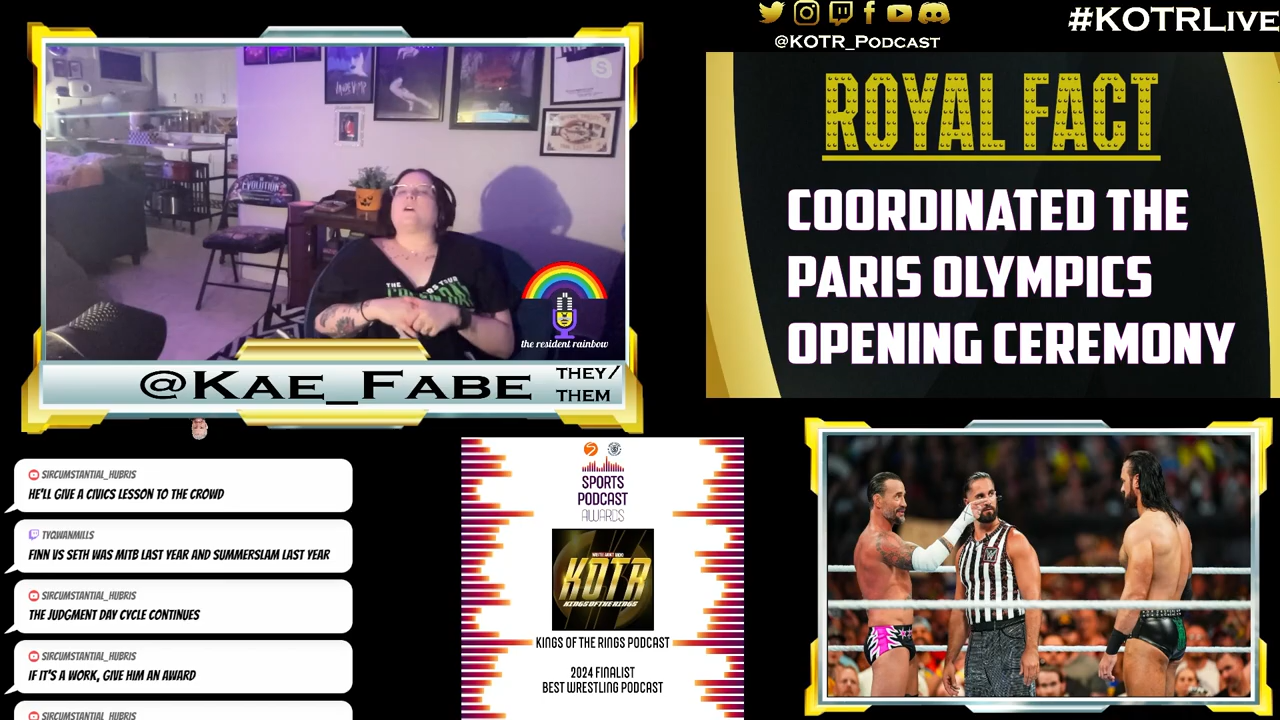 @KOTR_PODCAST
#KOTRLIVE
ROYAL FACT
COORDINATED THE
PARIS OLYMPICS
OPENING CEREMONY
EVOLUTION
THE
the resident rainbow
@KAE_FABE
THEY/
THEM
SIRCUMSTANTIAL_HUBRIS
HE'LL GIVE A CIVICS LESSON TO THE CROWD
TYQWANMILLS
FINN VS SETH WAS MITB LAST YEAR AND SUMMERSLAM LAST YEAR
SIRCUMSTANTIAL_HUBRIS
THE JUDGMENT DAY CYCLE CONTINUES
SIRCUMSTANTIAL_HUBRIS
IF IT'S A WORK, GIVE HIM AN AWARD
SIRCUMSTANTIAL_HUBRIS
SPORTS
PODCAST
AWARDS
KOTR
KINGS OF THE RINGS
KINGS OF THE RINGS PODCAST
2024 FINALIST
BEST WRESTLING PODCAST